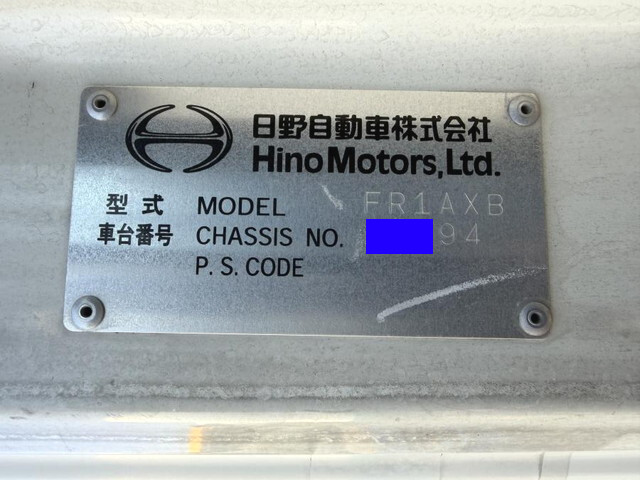 日野自動車株式会社
Hino Motors, Ltd.
型式 MODEL FR1AXB
車台番号 CHASSIS NO. 94
P. S. CODE